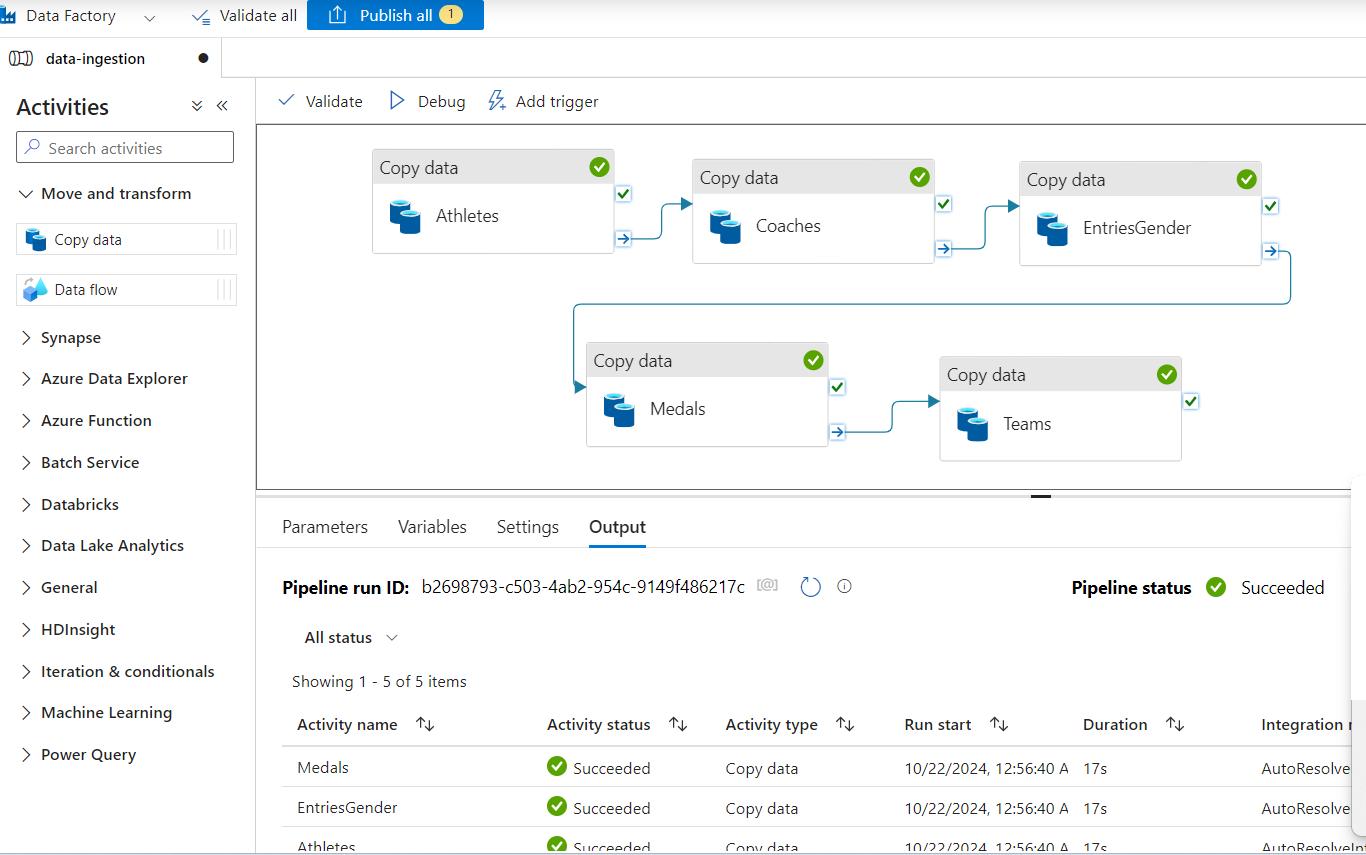 Data Factory Validate all Publish all 1
data-ingestion
Activities
Validate Debug Add trigger
Search activities
Move and transform
Copy data
Data flow
Synapse
Azure Data Explorer
Azure Function
Batch Service
Databricks
Data Lake Analytics
General
HDInsight
Iteration & conditionals
Machine Learning
Power Query
Copy data
Athletes
Copy data
Coaches
Copy data
EntriesGender
Copy data
Medals
Copy data
Teams
Parameters Variables Settings Output
Pipeline run ID: b2698793-c503-4ab2-954c-9149f486217c [@] Pipeline status Succeeded
All status
Showing 1 - 5 of 5 items
Activity name Activity status Activity type Run start Duration Integration
Medals Succeeded Copy data 10/22/2024, 12:56:40 A 17s AutoResolve
EntriesGender Succeeded Copy data 10/22/2024, 12:56:40 A 17s AutoResolve
Athletes Succeeded Copy data 10/22/2024, 12:56:40 A 17s AutoResolveInt